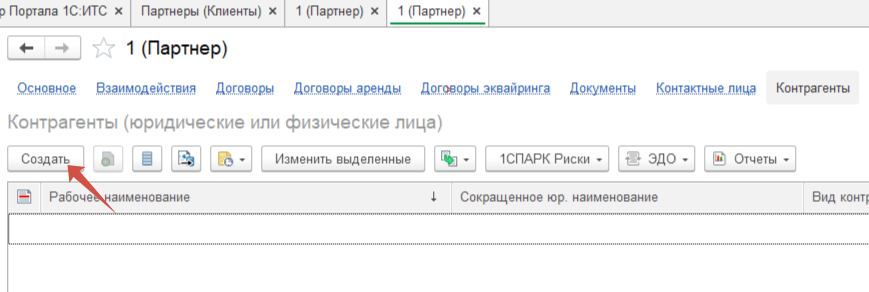 р Портала 1С:ИТС × Партнеры (Клиенты) × 1 (Партнер) × 1 (Партнер) ×
1 (Партнер)
Основное Взаимодействия Договоры Договоры аренды Договоры эквайринга Документы Контактные лица Контрагенты
Контрагенты (юридические или физические лица)
Создать Изменить выделенные 1СПАРК Риски ЭДО Отчеты
Рабочее наименование ↓ Сокращенное юр. наименование Вид контр